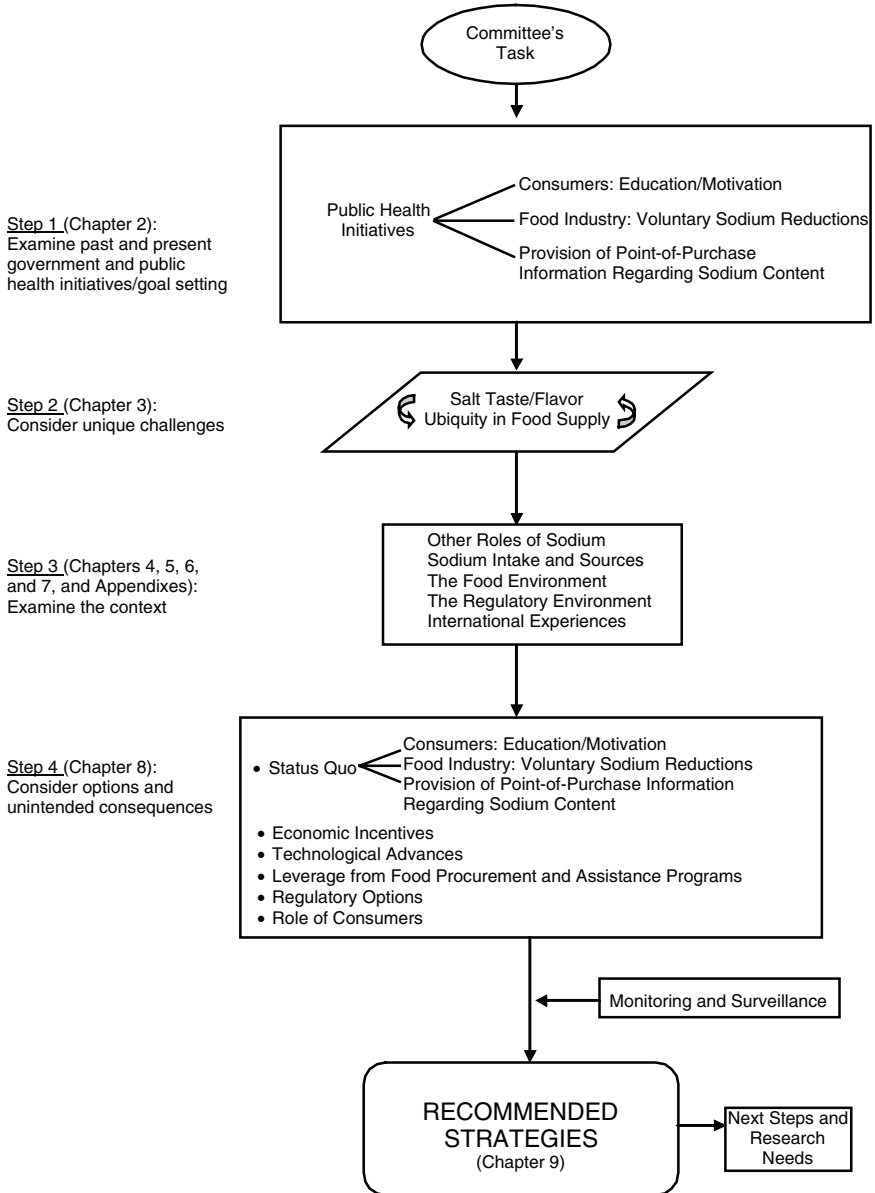 Committee's
Task
Step 1 (Chapter 2):
Examine past and present
government and public
health initiatives/goal setting
Public Health
Initiatives
Consumers: Education/Motivation
Food Industry: Voluntary Sodium Reductions
Provision of Point-of-Purchase
Information Regarding Sodium Content
Step 2 (Chapter 3):
Consider unique challenges
Salt Taste/Flavor
Ubiquity in Food Supply
Step 3 (Chapters 4, 5, 6,
and 7, and Appendixes):
Examine the context
Other Roles of Sodium
Sodium Intake and Sources
The Food Environment
The Regulatory Environment
International Experiences
Step 4 (Chapter 8):
Consider options and
unintended consequences
• Status Quo
Consumers: Education/Motivation
Food Industry: Voluntary Sodium Reductions
Provision of Point-of-Purchase Information
Regarding Sodium Content
• Economic Incentives
• Technological Advances
• Leverage from Food Procurement and Assistance Programs
• Regulatory Options
• Role of Consumers
Monitoring and Surveillance
RECOMMENDED
STRATEGIES
(Chapter 9)
Next Steps and
Research
Needs